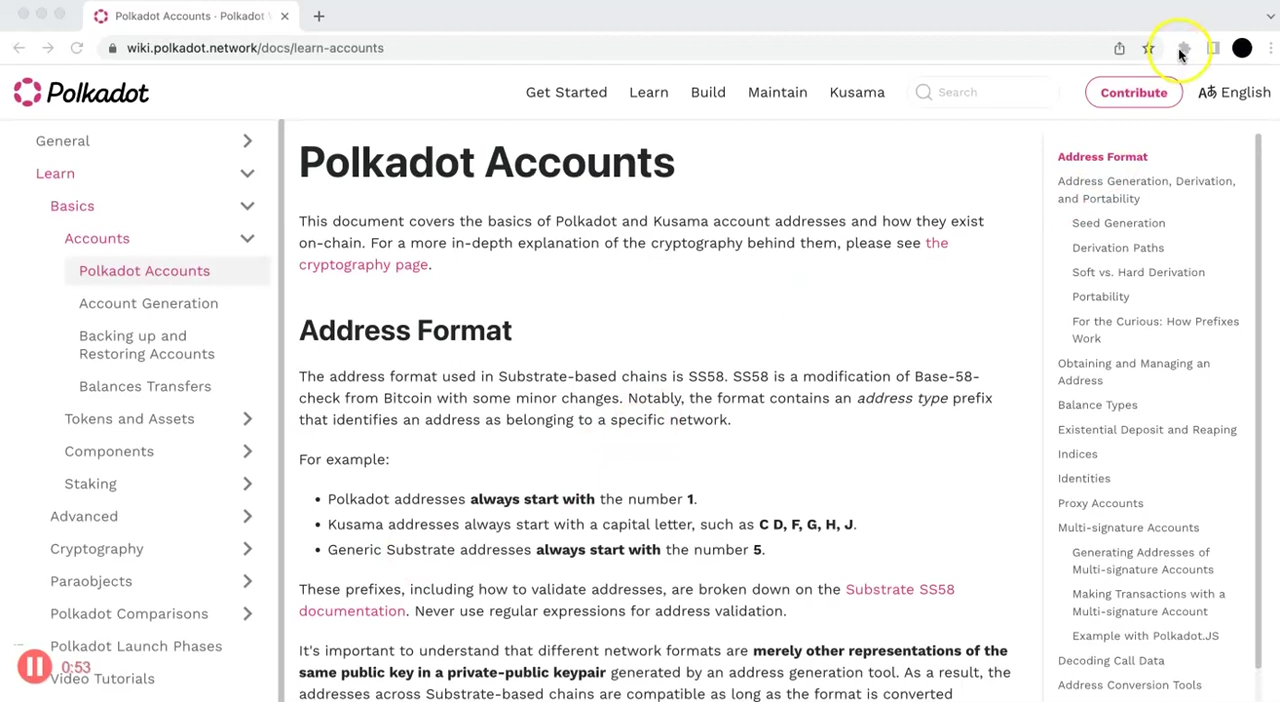 Polkadot Accounts · Polkadot
wiki.polkadot.network/docs/learn-accounts
Polkadot
Get Started
Learn
Build
Maintain
Kusama
Search
Contribute
English
General
Learn
Basics
Accounts
Polkadot Accounts
Account Generation
Backing up and
Restoring Accounts
Balances Transfers
Tokens and Assets
Components
Staking
Advanced
Cryptography
Paraobjects
Polkadot Comparisons
Polkadot Launch Phases
0:53
Video Tutorials
Polkadot Accounts
This document covers the basics of Polkadot and Kusama account addresses and how they exist
on-chain. For a more in-depth explanation of the cryptography behind them, please see the
cryptography page.
Address Format
The address format used in Substrate-based chains is SS58. SS58 is a modification of Base-58-
check from Bitcoin with some minor changes. Notably, the format contains an address type prefix
that identifies an address as belonging to a specific network.
For example:
• Polkadot addresses always start with the number 1.
• Kusama addresses always start with a capital letter, such as C D, F, G, H, J.
• Generic Substrate addresses always start with the number 5.
These prefixes, including how to validate addresses, are broken down on the Substrate SS58
documentation. Never use regular expressions for address validation.
It's important to understand that different network formats are merely other representations of the
same public key in a private-public keypair generated by an address generation tool. As a result, the
addresses across Substrate-based chains are compatible as long as the format is converted
Address Format
Address Generation, Derivation,
and Portability
Seed Generation
Derivation Paths
Soft vs. Hard Derivation
Portability
For the Curious: How Prefixes
Work
Obtaining and Managing an
Address
Balance Types
Existential Deposit and Reaping
Indices
Identities
Proxy Accounts
Multi-signature Accounts
Generating Addresses of
Multi-signature Accounts
Making Transactions with a
Multi-signature Account
Example with Polkadot.JS
Decoding Call Data
Address Conversion Tools